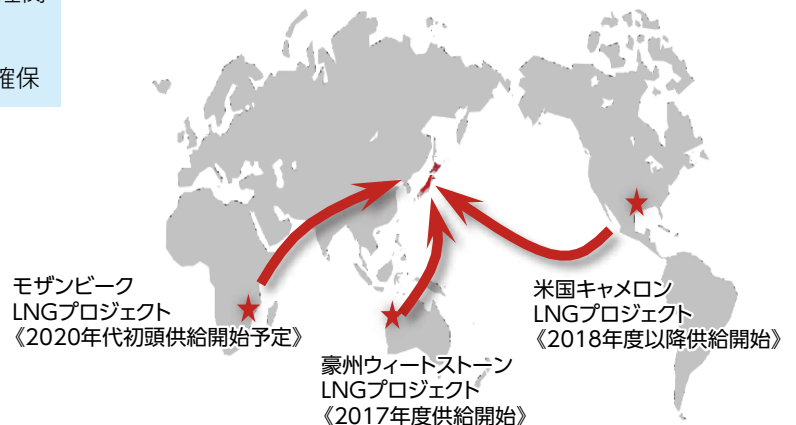 確保
モザンビーク
LNGプロジェクト
《2020年代初頭供給開始予定》
豪州ウィートストーン
LNGプロジェクト
《2017年度供給開始》
米国キャメロン
LNGプロジェクト
《2018年度以降供給開始》